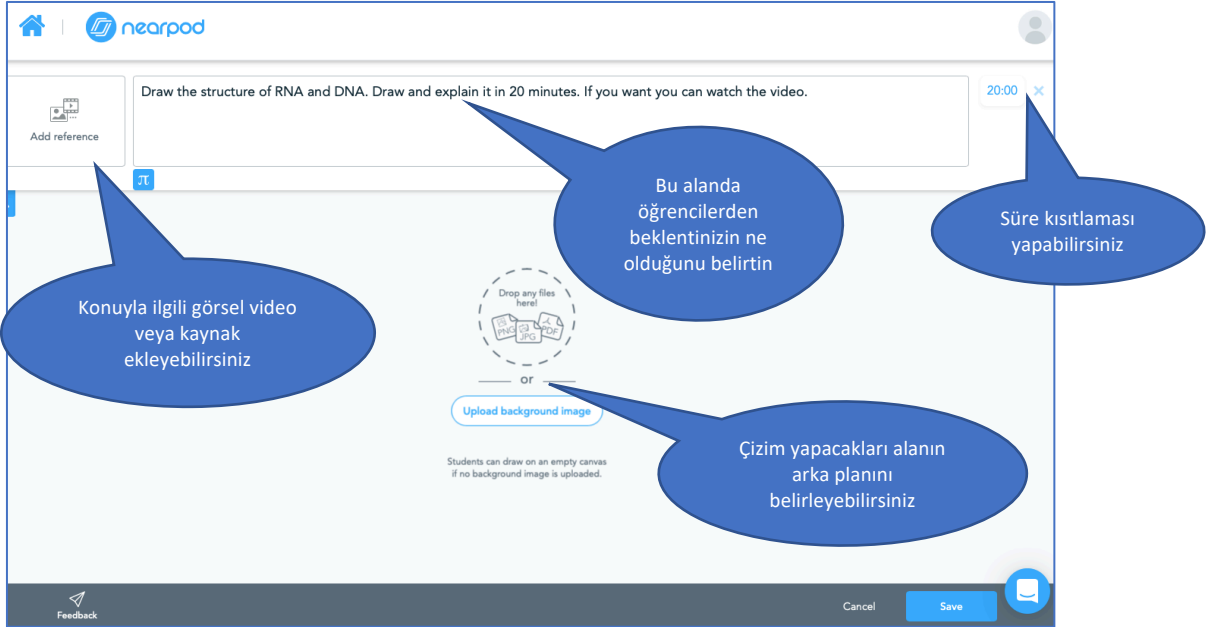 nearpod
Draw the structure of RNA and DNA. Draw and explain it in 20 minutes. If you want you can watch the video.
20:00
Add reference
π
Bu alanda
öğrencilerden
beklentinizin ne
olduğunu belirtin
Süre kısıtlaması
yapabilirsiniz
Konuyla ilgili görsel video
veya kaynak
ekleyebilirsiniz
Drop any files
here!
PNG
JPG
PDF
or
Upload background image
Students can draw on an empty canvas
if no background image is uploaded.
Çizim yapacakları alanın
arka planını
belirleyebilirsiniz
Feedback
Cancel
Save